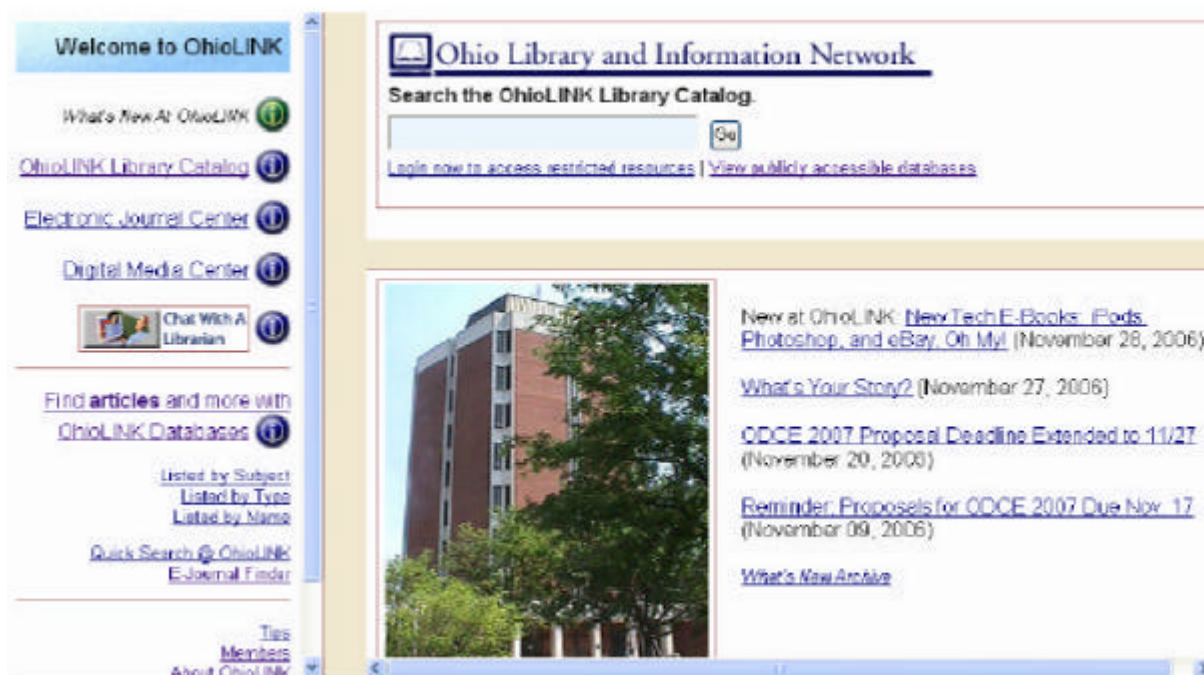 Welcome to OhioLINK
What's New At OhioLINK
OhioLINK Library Catalog
Electronic Journal Center
Digital Media Center
Chat With A
Librarian
Find articles and more with
OhioLINK Databases
Listed by Subject
Listed by Type
Listed by Name
Quick Search @ OhioLINK
E-Journal Finder
Tips
Members
About OhioLINK
Ohio Library and Information Network
Search the OhioLINK Library Catalog.
Go
Login now to access restricted resources | View publicly accessible databases
New at OhioLINK: New Tech E-Books: iPods,
Photoshop, and eBay, Oh My! (November 28, 2006)
What's Your Story? (November 27, 2006)
ODCE 2007 Proposal Deadline Extended to 11/27
(November 20, 2006)
Reminder: Proposals for ODCE 2007 Due Nov. 17
(November 09, 2006)
What's New Archive